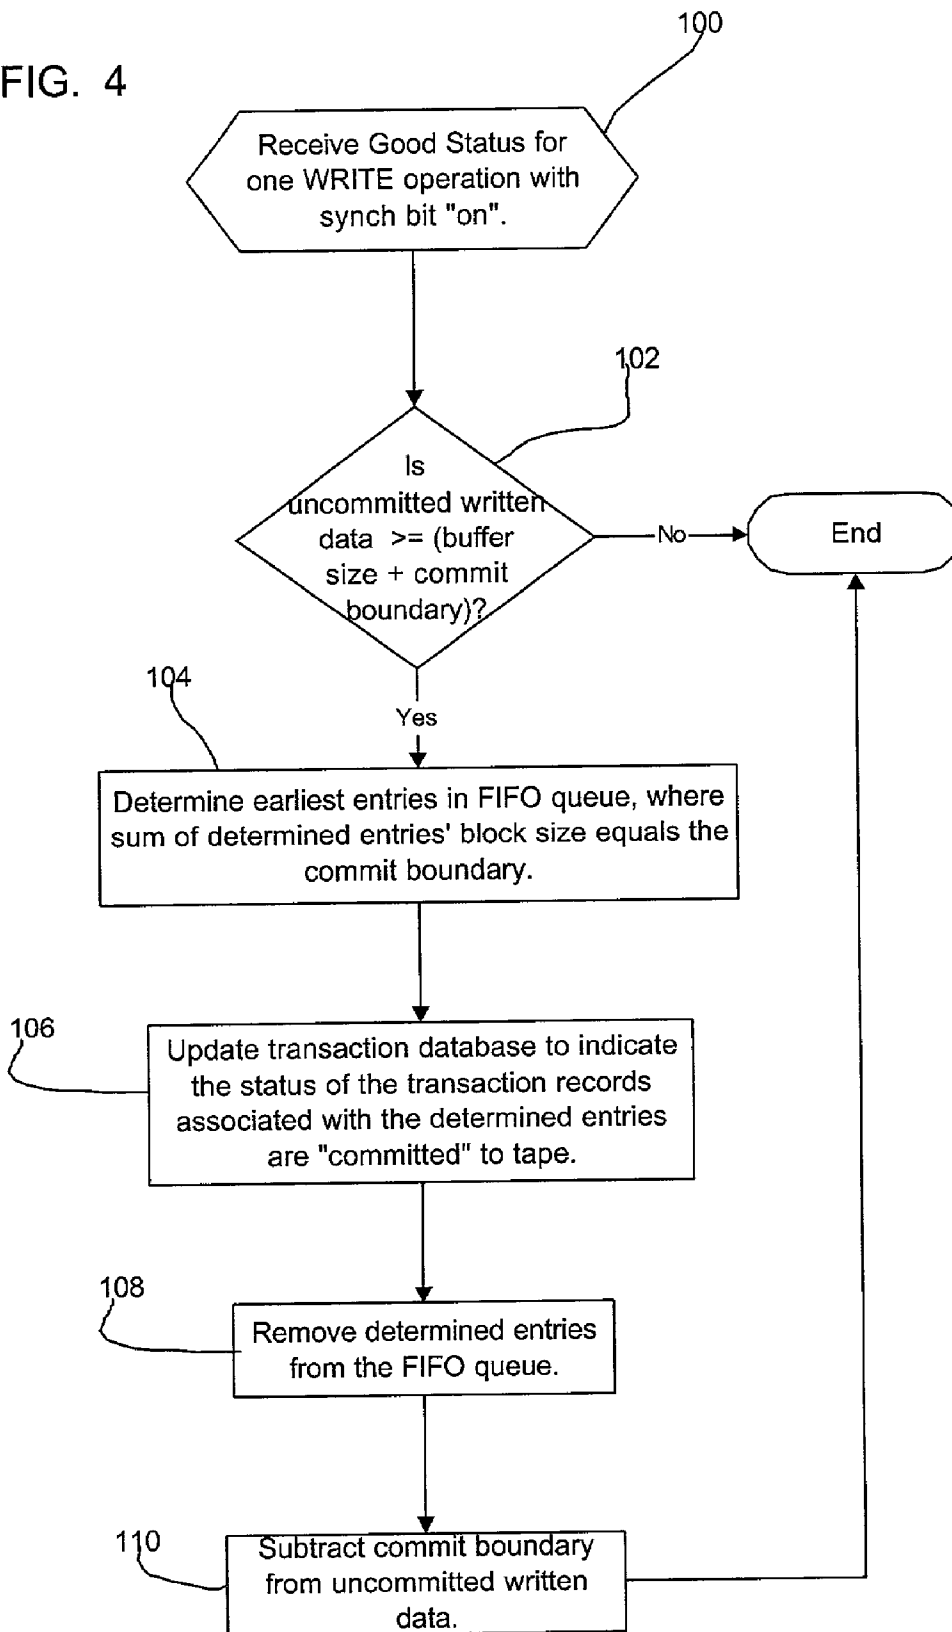 100
FIG. 4
Receive Good Status for
one WRITE operation with
synch bit "on".
102
Is
uncommitted written
data >= (buffer
size + commit
boundary)?
No
End
104
Yes
Determine earliest entries in FIFO queue, where
sum of determined entries' block size equals the
commit boundary.
106
Update transaction database to indicate
the status of the transaction records
associated with the determined entries
are "committed" to tape.
108
Remove determined entries
from the FIFO queue.
110
Subtract commit boundary
from uncommitted written
data.